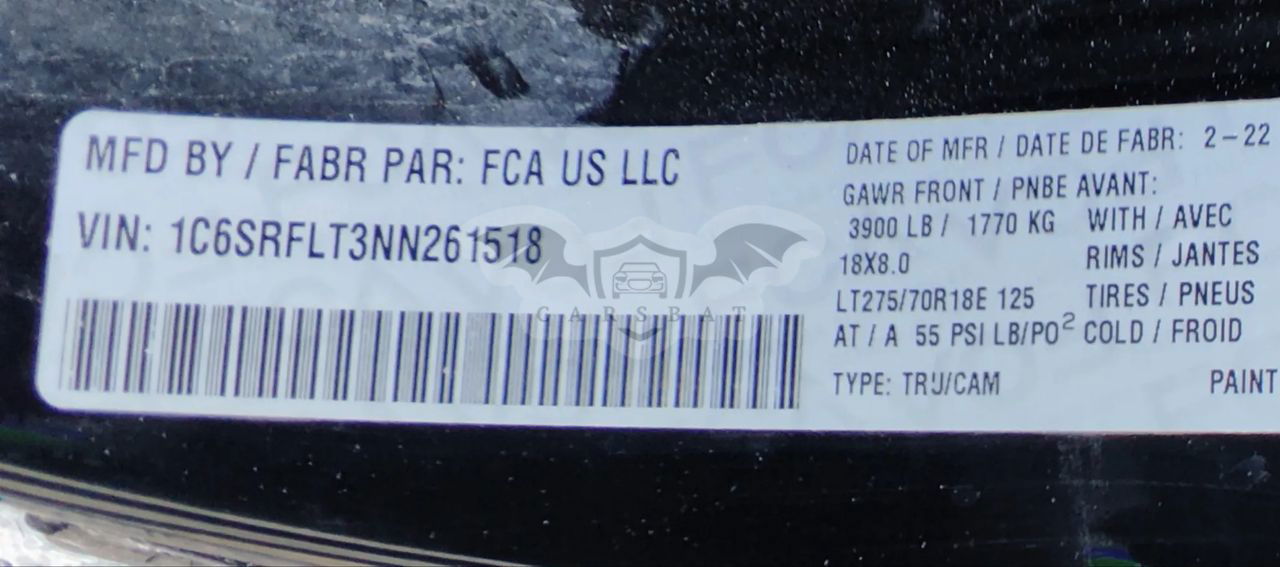 MFD BY / FABR PAR: FCA US LLC
VIN: 1C6SRFLT3NN261518
CARSBAT
DATE OF MFR / DATE DE FABR: 2-22
GAWR FRONT / PNBE AVANT:
3900 LB / 1770 KG WITH / AVEC
18X8.0 RIMS / JANTES
LT275/70R18E 125 TIRES / PNEUS
AT / A 55 PSI LB/PO² COLD / FROID
TYPE: TRU/CAM PAINT